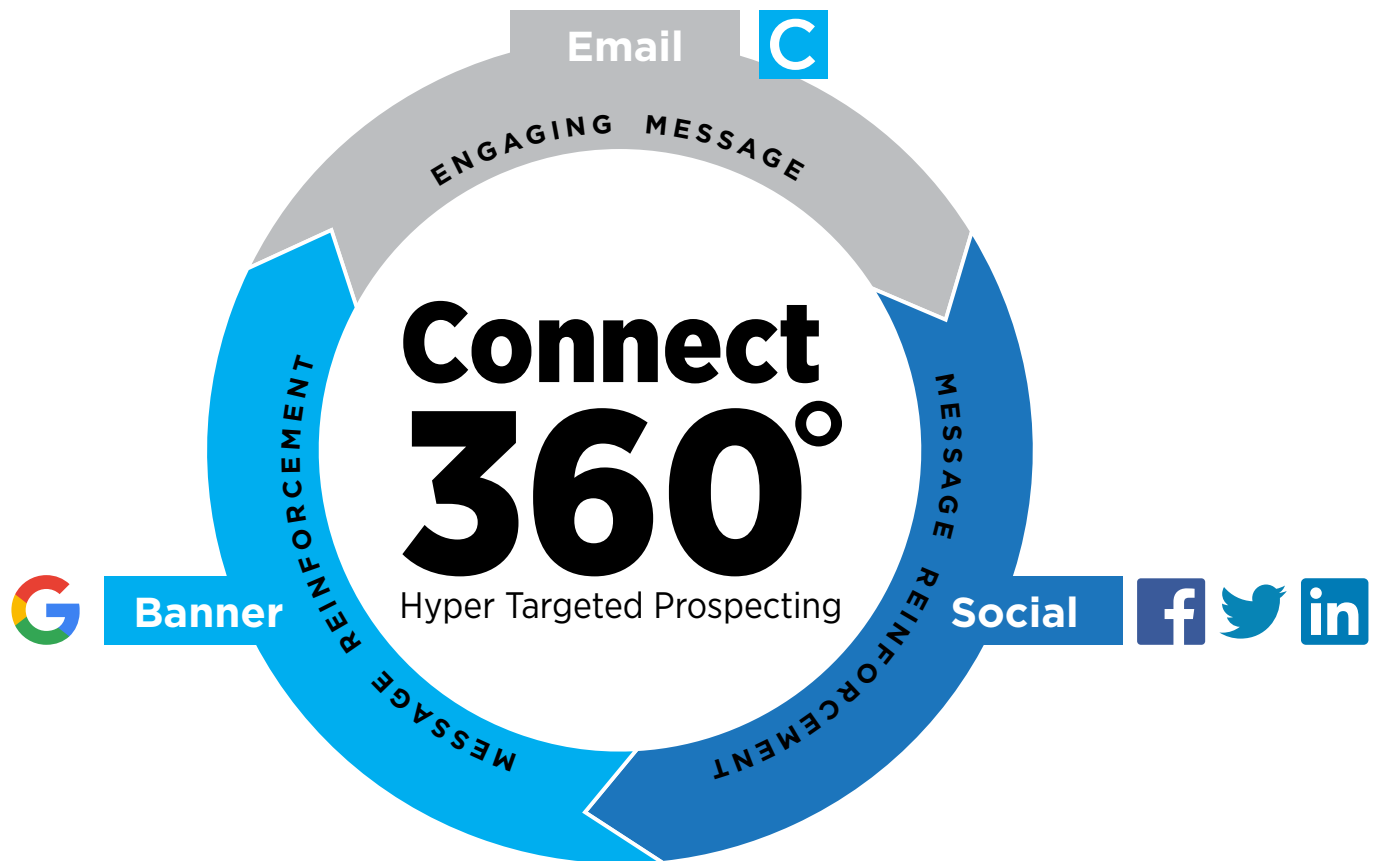 Email
C
ENGAGING MESSAGE
Connect
360°
Hyper Targeted Prospecting
MESSAGE REINFORCEMENT
Social
f
in
MESSAGE REINFORCEMENT
Banner
G